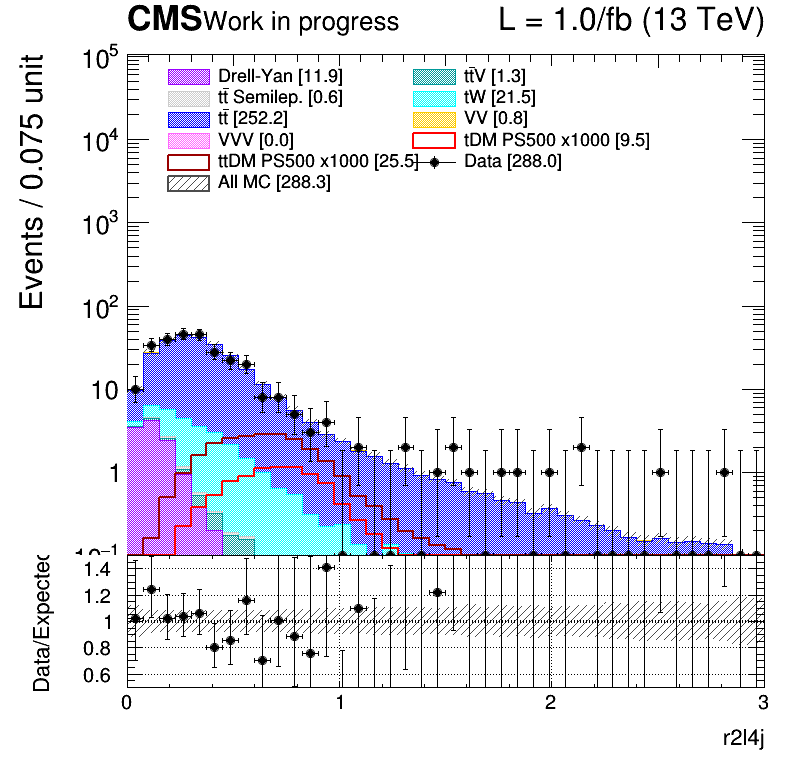 CMS Work in progress L = 1.0/fb (13 TeV)
Events / 0.075 unit
10⁵
10⁴
10³
10²
10
1
10⁻¹
Drell-Yan [11.9] tt̄V [1.3]
tt̄ Semilep. [0.6] tW [21.5]
tt̄ [252.2] VV [0.8]
VVV [0.0] tDM PS500 x1000 [9.5]
ttDM PS500 x1000 [25.5] Data [288.0]
All MC [288.3]
Data/Expected
1.4
1.2
1
0.8
0.6
0 1 2 3
r2l4j